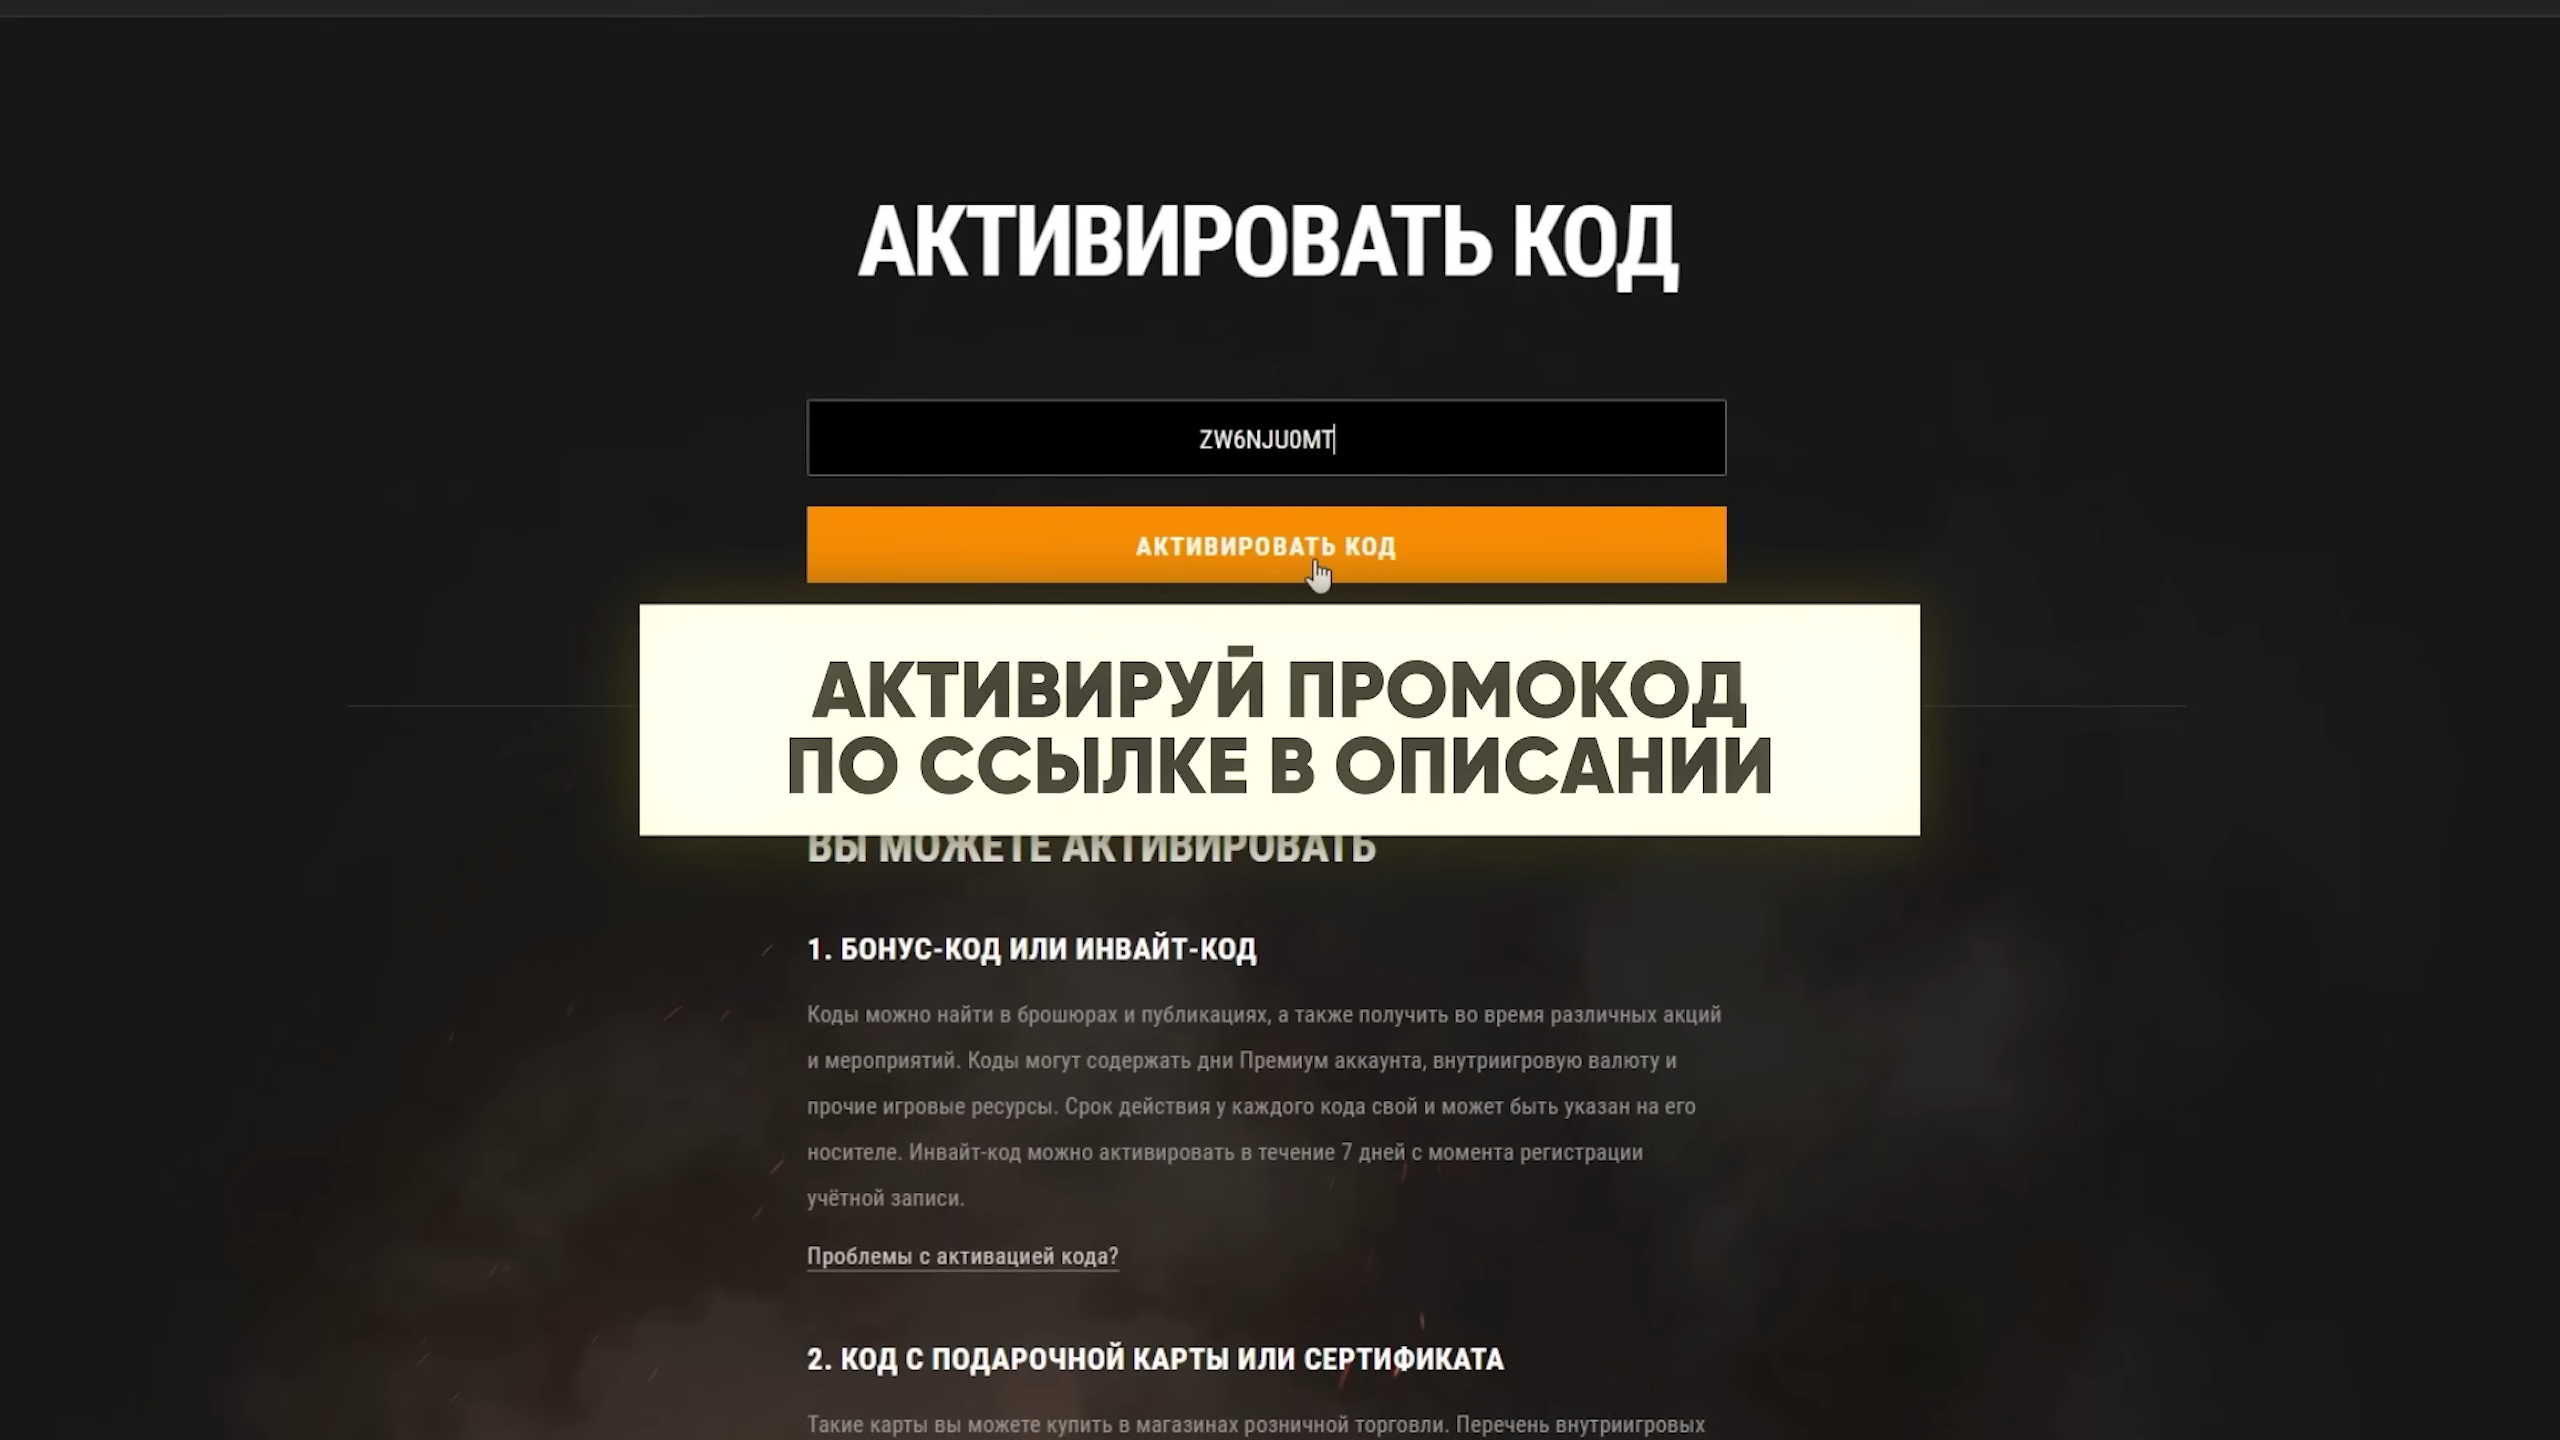 АКТИВИРОВАТЬ КОД
ZW6NJU0MT
АКТИВИРОВАТЬ КОД
АКТИВИРУЙ ПРОМОКОД
ПО ССЫЛКЕ В ОПИСАНИИ
ВЫ МОЖЕТЕ АКТИВИРОВАТЬ
1. БОНУС-КОД ИЛИ ИНВАЙТ-КОД
Коды можно найти в брошюрах и публикациях, а также получить во время различных акций
и мероприятий. Коды могут содержать дни Премиум аккаунта, внутриигровую валюту и
прочие игровые ресурсы. Срок действия у каждого кода свой и может быть указан на его
носителе. Инвайт-код можно активировать в течение 7 дней с момента регистрации
учётной записи.
Проблемы с активацией кода?
2. КОД С ПОДАРОЧНОЙ КАРТЫ ИЛИ СЕРТИФИКАТА
Такие карты вы можете купить в магазинах розничной торговли. Перечень внутриигровых